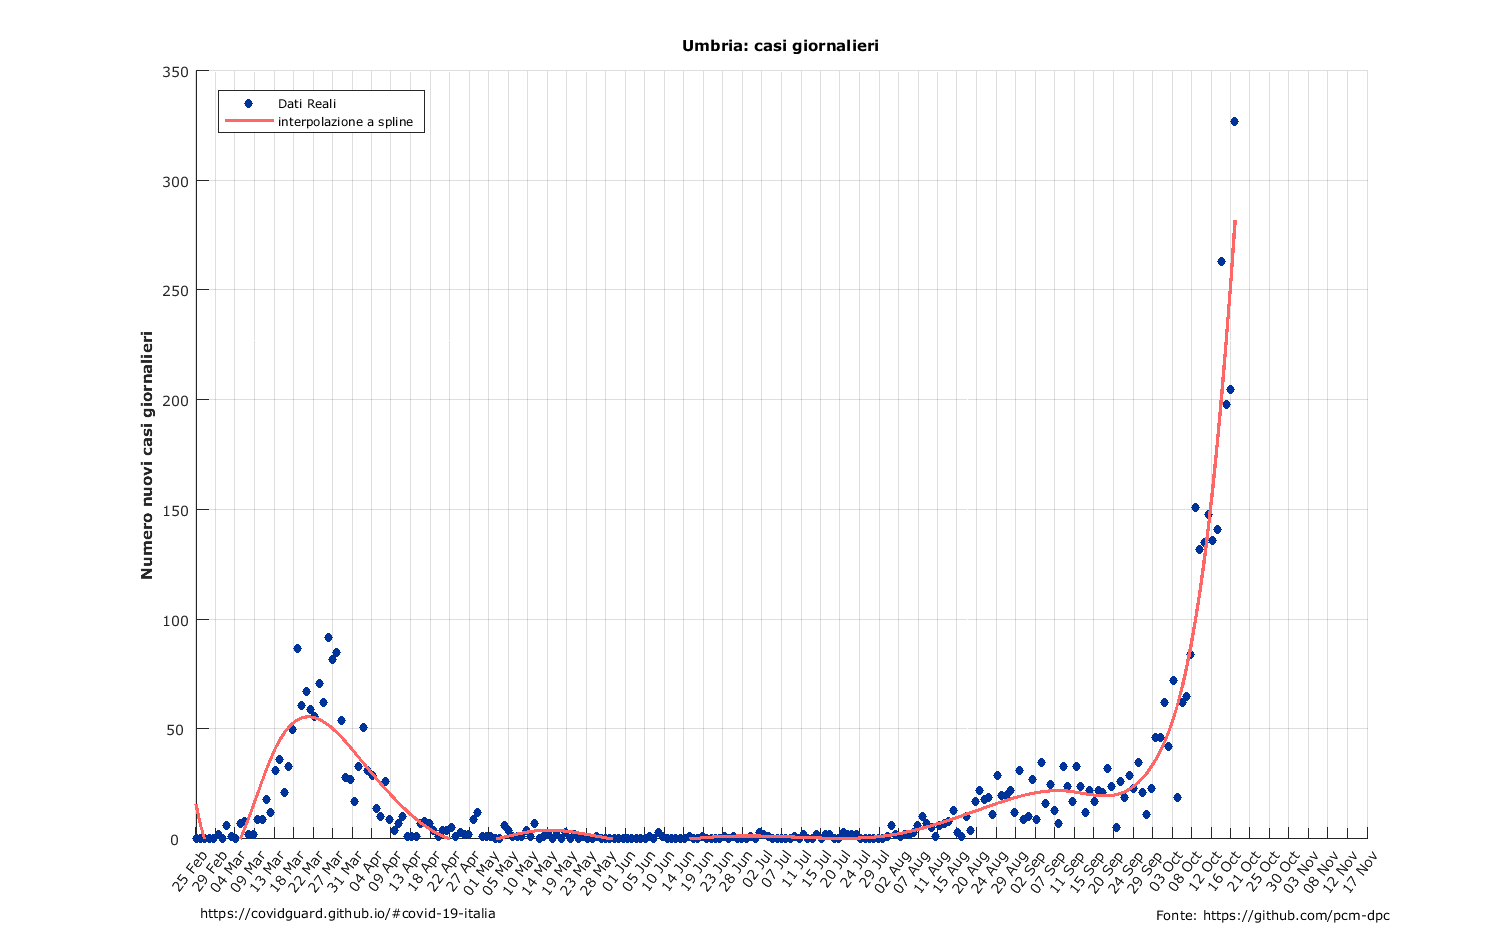 Umbria: casi giornalieri
Dati Reali
interpolazione a spline
Numero nuovi casi giornalieri
350
300
250
200
150
100
50
0
25 Feb
29 Feb
04 Mar
09 Mar
13 Mar
18 Mar
22 Mar
27 Mar
31 Mar
04 Apr
09 Apr
13 Apr
18 Apr
22 Apr
27 Apr
01 May
05 May
10 May
14 May
19 May
23 May
28 May
01 Jun
05 Jun
10 Jun
14 Jun
19 Jun
23 Jun
28 Jun
02 Jul
07 Jul
11 Jul
15 Jul
20 Jul
24 Jul
29 Jul
02 Aug
07 Aug
11 Aug
15 Aug
20 Aug
24 Aug
29 Aug
02 Sep
07 Sep
11 Sep
15 Sep
20 Sep
24 Sep
29 Sep
03 Oct
08 Oct
12 Oct
16 Oct
21 Oct
25 Oct
30 Oct
03 Nov
08 Nov
12 Nov
17 Nov
https://covidguard.github.io/#covid-19-italia
Fonte: https://github.com/pcm-dpc